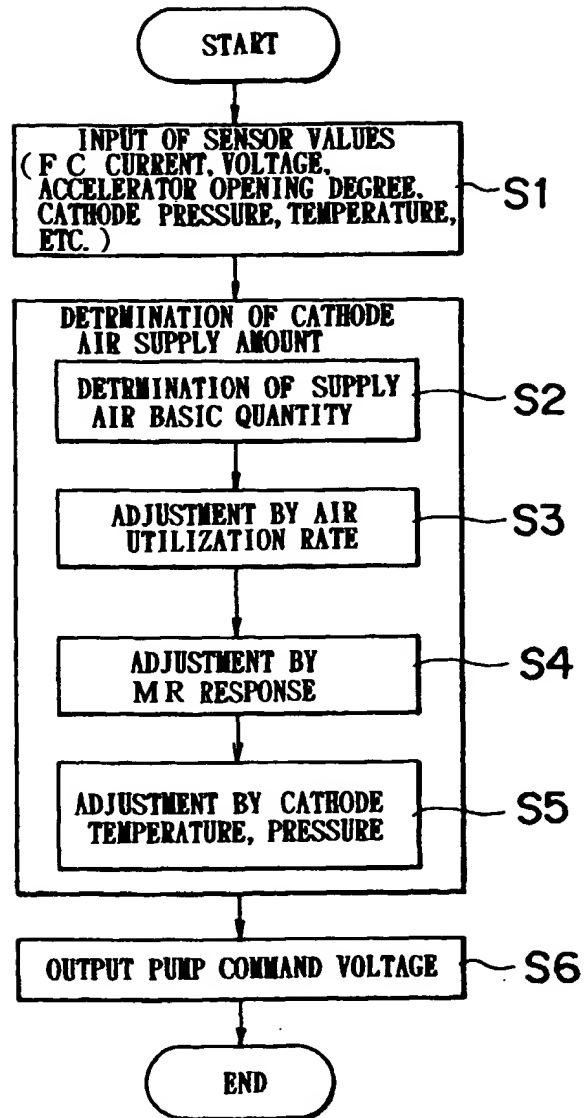 START
INPUT OF SENSOR VALUES
(F C CURRENT, VOLTAGE,
ACCELERATOR OPENING DEGREE.
CATHODE PRESSURE, TEMPERATURE,
ETC. )
S1
DETRMINATION OF CATHODE
AIR SUPPLY AMOUNT
DETRMINATION OF SUPPLY
AIR BASIC QUANTITY
S2
ADJUSTMENT BY AIR
UTILIZATION RATE
S3
ADJUSTMENT BY
MR RESPONSE
S4
ADJUSTMENT BY CATHODE
TEMPERATURE, PRESSURE
S5
OUTPUT PUMP COMMAND VOLTAGE
S6
END